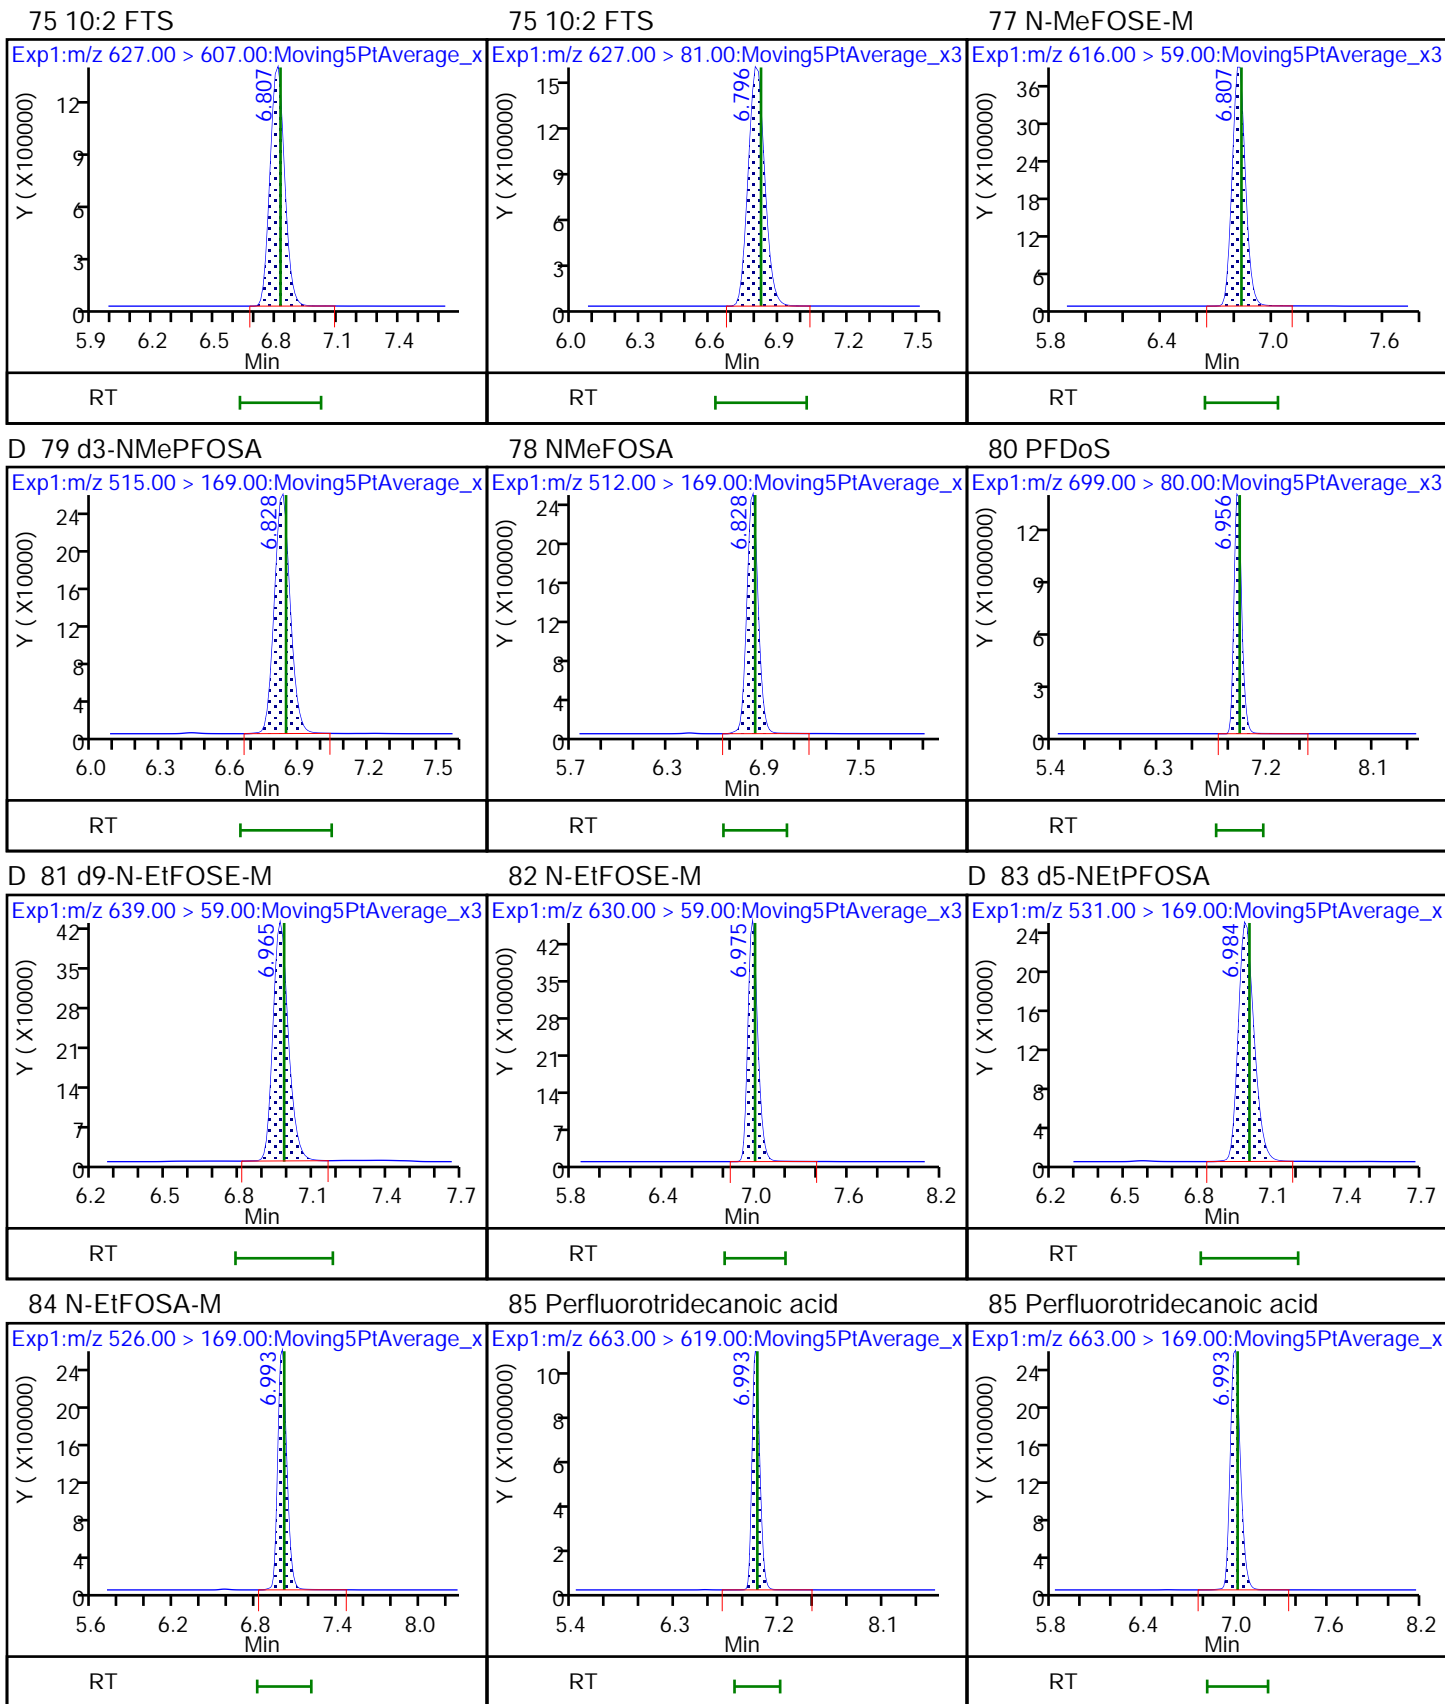 75 10:2 FTS
Exp1:m/z 627.00 > 607.00:Moving5PtAverage_x
6.807
Y ( X100000)
12
9
6
3
0
5.9 6.2 6.5 6.8 7.1 7.4
Min
RT
75 10:2 FTS
Exp1:m/z 627.00 > 81.00:Moving5PtAverage_x3
6.796
Y ( X100000)
15
12
9
6
3
0
6.0 6.3 6.6 6.9 7.2 7.5
Min
RT
77 N-MeFOSE-M
Exp1:m/z 616.00 > 59.00:Moving5PtAverage_x3
6.807
Y ( X100000)
36
30
24
18
12
6
0
5.8 6.4 7.0 7.6
Min
RT
D 79 d3-NMePFOSA
Exp1:m/z 515.00 > 169.00:Moving5PtAverage_x
6.828
Y ( X100000)
24
20
16
12
8
4
0
6.0 6.3 6.6 6.9 7.2 7.5
Min
RT
78 NMeFOSA
Exp1:m/z 512.00 > 169.00:Moving5PtAverage_x
6.828
Y ( X100000)
24
20
16
12
8
4
0
5.7 6.3 6.9 7.5
Min
RT
80 PFDoS
Exp1:m/z 699.00 > 80.00:Moving5PtAverage_x3
6.956
Y ( X1000000)
12
9
6
3
0
5.4 6.3 7.2 8.1
Min
RT
D 81 d9-N-EtFOSE-M
Exp1:m/z 639.00 > 59.00:Moving5PtAverage_x3
6.965
Y ( X10000)
42
35
28
21
14
7
0
6.2 6.5 6.8 7.1 7.4 7.7
Min
RT
82 N-EtFOSE-M
Exp1:m/z 630.00 > 59.00:Moving5PtAverage_x3
6.975
Y ( X100000)
42
35
28
21
14
7
0
5.8 6.4 7.0 7.6 8.2
Min
RT
D 83 d5-NEtPFOSA
Exp1:m/z 531.00 > 169.00:Moving5PtAverage_x
6.984
Y ( X100000)
24
20
16
12
8
4
0
6.2 6.5 6.8 7.1 7.4 7.7
Min
RT
84 N-EtFOSA-M
Exp1:m/z 526.00 > 169.00:Moving5PtAverage_x
6.993
Y ( X100000)
24
20
16
12
8
4
0
5.6 6.2 6.8 7.4 8.0
Min
RT
85 Perfluorotridecanoic acid
Exp1:m/z 663.00 > 619.00:Moving5PtAverage_x
6.993
Y ( X1000000)
10
8
6
4
2
0
5.4 6.3 7.2 8.1
Min
RT
85 Perfluorotridecanoic acid
Exp1:m/z 663.00 > 169.00:Moving5PtAverage_x
6.993
Y ( X100000)
24
20
16
12
8
4
0
5.8 6.4 7.0 7.6 8.2
Min
RT